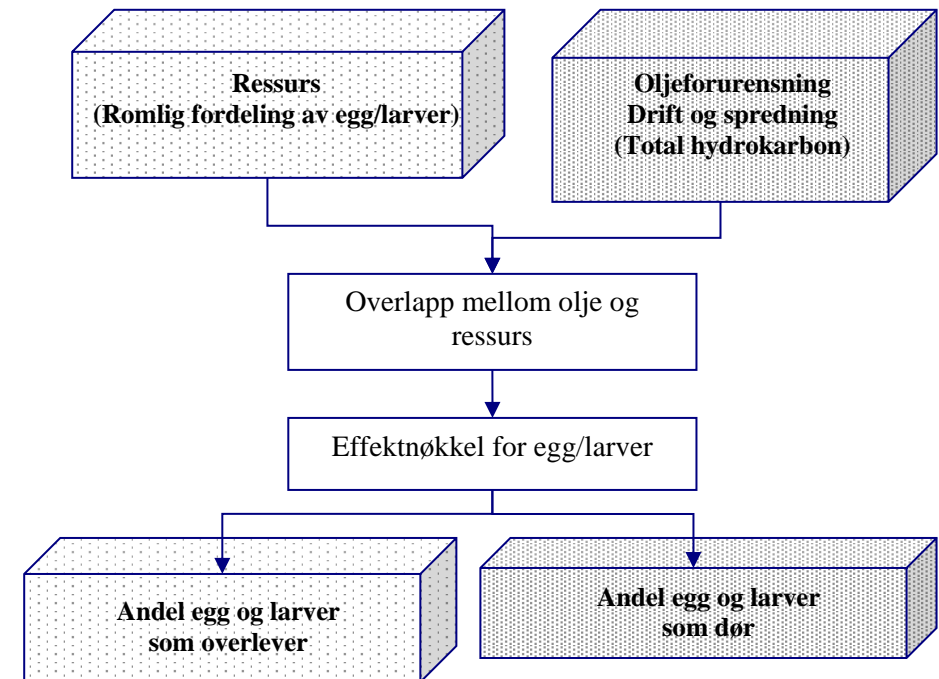 Ressurs
(Romlig fordeling av egg/larver)
Oljeforurensning
Drift og spredning
(Total hydrokarbon)
Overlapp mellom olje og
ressurs
Effektnøkkel for egg/larver
Andel egg og larver
som overlever
Andel egg og larver
som dør